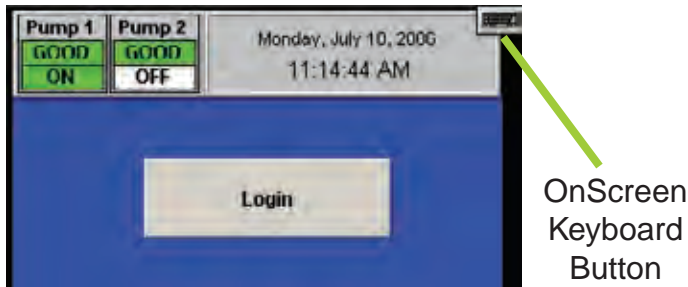 Pump 1 Pump 2
GOOD GOOD
ON OFF
Monday, July 10, 2006
11:14:44 AM
Login
OnScreen
Keyboard
Button